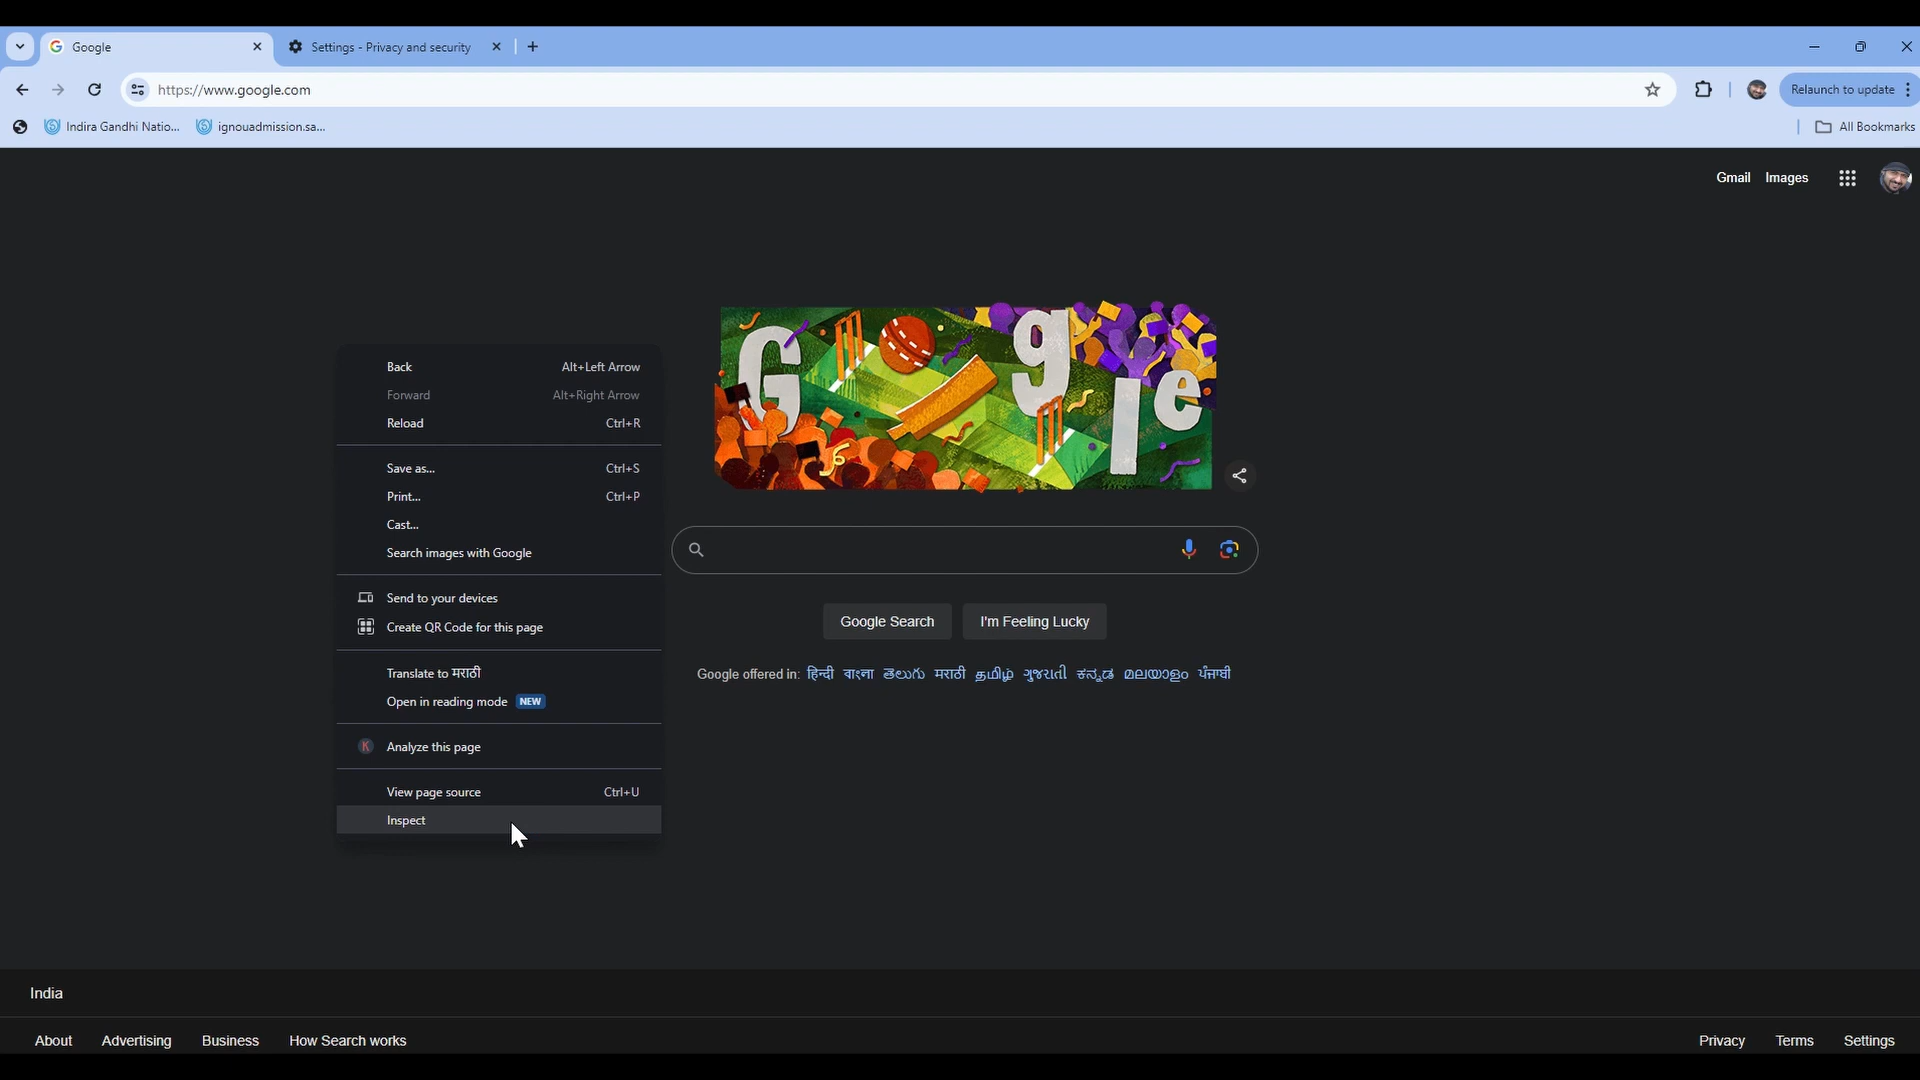 Google
Settings - Privacy and security
https://www.google.com
Relaunch to update
Indira Gandhi Natio...
ignouadmission.sa...
All Bookmarks
Gmail
Images
G gle
Back Alt+Left Arrow
Forward Alt+Right Arrow
Reload Ctrl+R
Save as... Ctrl+S
Print... Ctrl+P
Cast...
Search images with Google
Send to your devices
Create QR Code for this page
Translate to मराठी
Open in reading mode NEW
K Analyze this page
View page source Ctrl+U
Inspect
Google Search
I'm Feeling Lucky
Google offered in: हिन्दी বাংলা తెలుగు मराठी தமிழ் ગુજરાતી ಕನ್ನಡ മലയാളം ਪੰਜਾਬੀ
India
About Advertising Business How Search works
Privacy Terms Settings